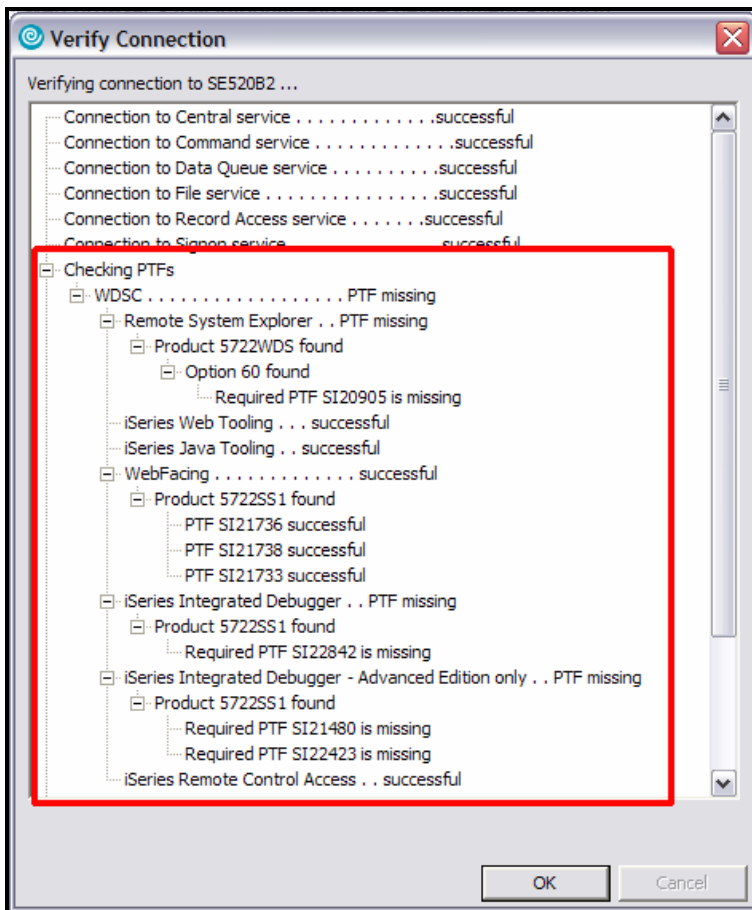 Verify Connection
Verifying connection to SE520B2 ...
Connection to Central service . . . . . . . . . . . . .successful
Connection to Command service . . . . . . . . . . . . .successful
Connection to Data Queue service . . . . . . . . . .successful
Connection to File service . . . . . . . . . . . . . . . .successful
Connection to Record Access service . . . . . . .successful
Connection to Signon service . . . . . . . . . . . . . .successful
Checking PTFs
WDSC . . . . . . . . . . . . . . . . . . PTF missing
Remote System Explorer . . PTF missing
Product 5722WDS found
Option 60 found
Required PTF SI20905 is missing
iSeries Web Tooling . . . successful
iSeries Java Tooling . . successful
WebFacing . . . . . . . . . . . . . successful
Product 5722SS1 found
PTF SI21736 successful
PTF SI21738 successful
PTF SI21733 successful
iSeries Integrated Debugger . . PTF missing
Product 5722SS1 found
Required PTF SI22842 is missing
iSeries Integrated Debugger - Advanced Edition only . . PTF missing
Product 5722SS1 found
Required PTF SI21480 is missing
Required PTF SI22423 is missing
iSeries Remote Control Access . . successful
OK
Cancel